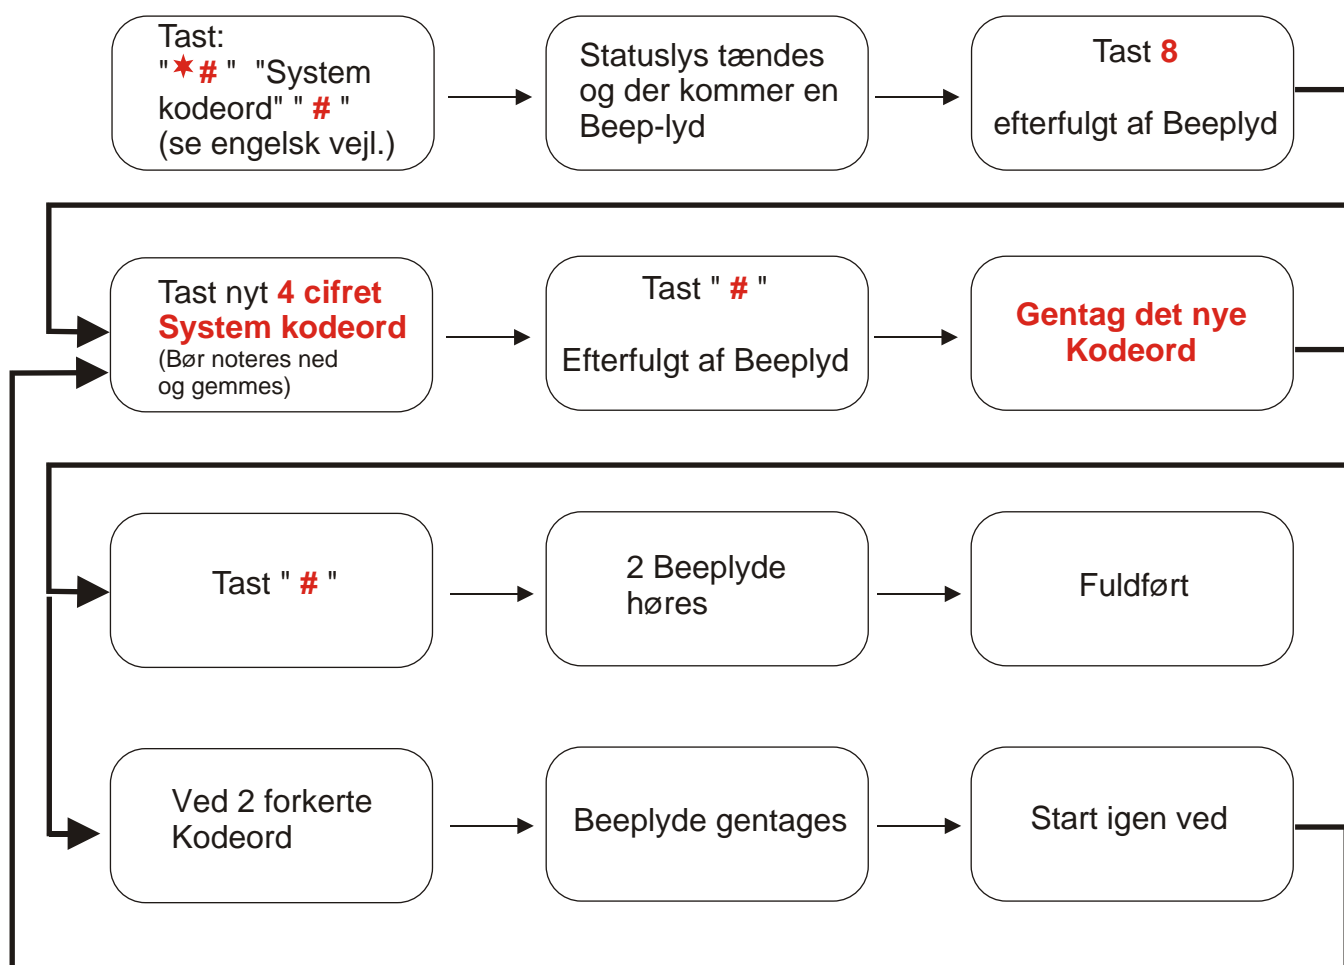 Tast:
"✶# " "System
kodeord" " # "
(se engelsk vejl.)
Statuslys tændes
og der kommer en
Beep-lyd
Tast 8
efterfulgt af Beeplyd
Tast nyt 4 cifret
System kodeord
(Bør noteres ned
og gemmes)
Tast " # "
Efterfulgt af Beeplyd
Gentag det nye
Kodeord
Tast " # "
2 Beeplyde
høres
Fuldført
Ved 2 forkerte
Kodeord
Beeplyde gentages
Start igen ved